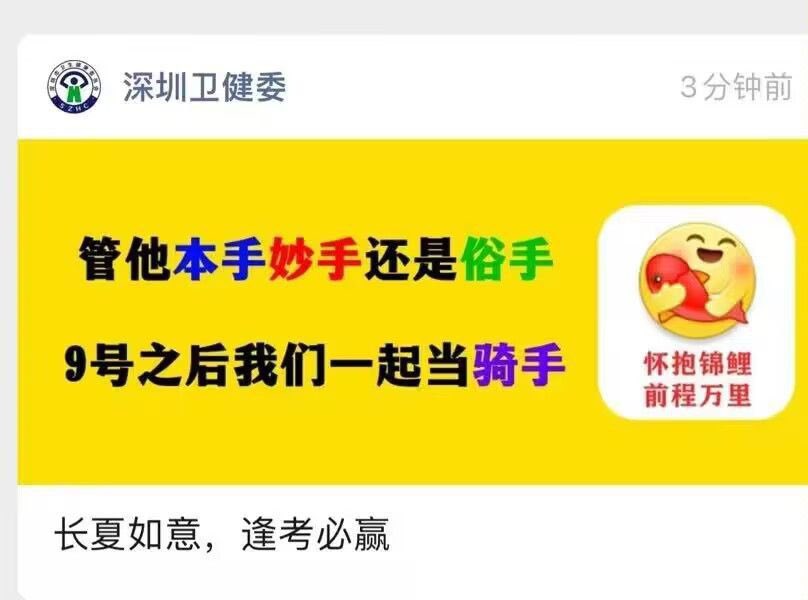 深圳卫健委
3分钟前
管他本手妙手还是俗手
9号之后我们一起当骑手
怀抱锦鲤
前程万里
长夏如意，逢考必赢
SZHC